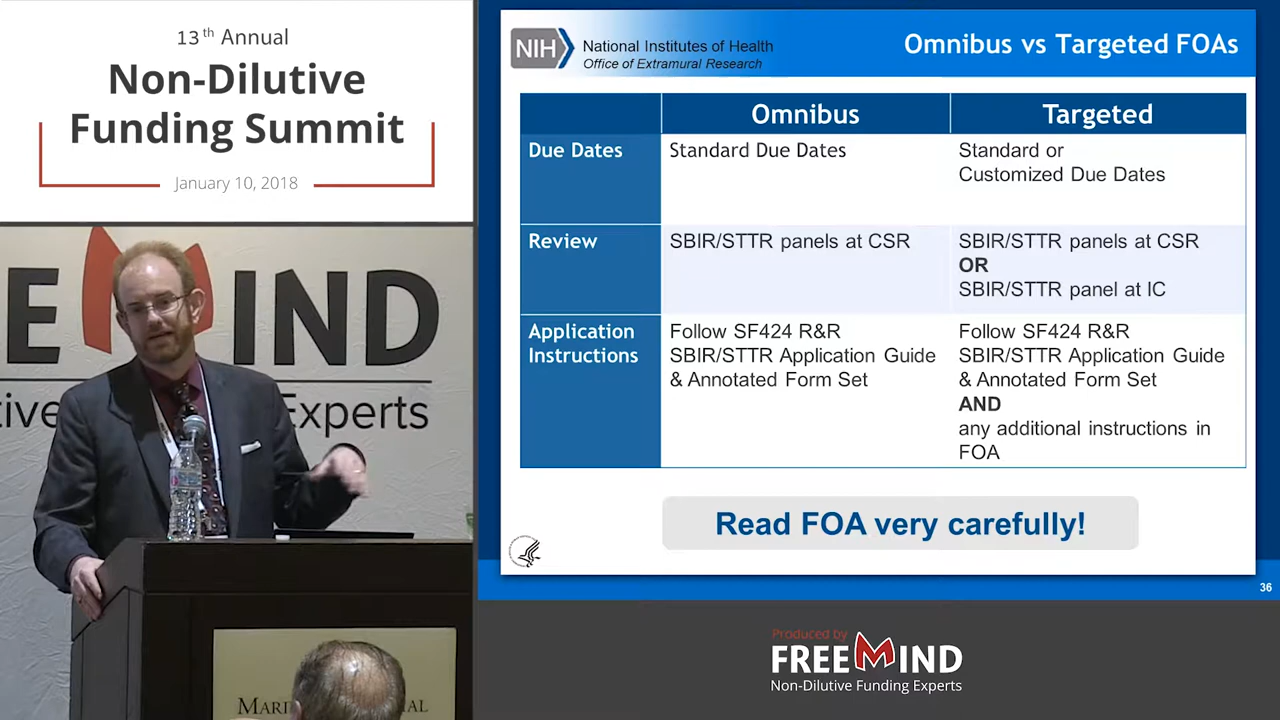 13th Annual
Non-Dilutive
Funding Summit
January 10, 2018
NIH
National Institutes of Health
Office of Extramural Research
Omnibus vs Targeted FOAs
Omnibus
Targeted
Due Dates
Standard Due Dates
Standard or
Customized Due Dates
Review
SBIR/STTR panels at CSR
SBIR/STTR panels at CSR
OR
SBIR/STTR panel at IC
Application
Instructions
Follow SF424 R&R
SBIR/STTR Application Guide
& Annotated Form Set
Follow SF424 R&R
SBIR/STTR Application Guide
& Annotated Form Set
AND
any additional instructions in
FOA
Read FOA very carefully!
36
Produced by
FREEMIND
Non-Dilutive Funding Experts
E M IND
Experts